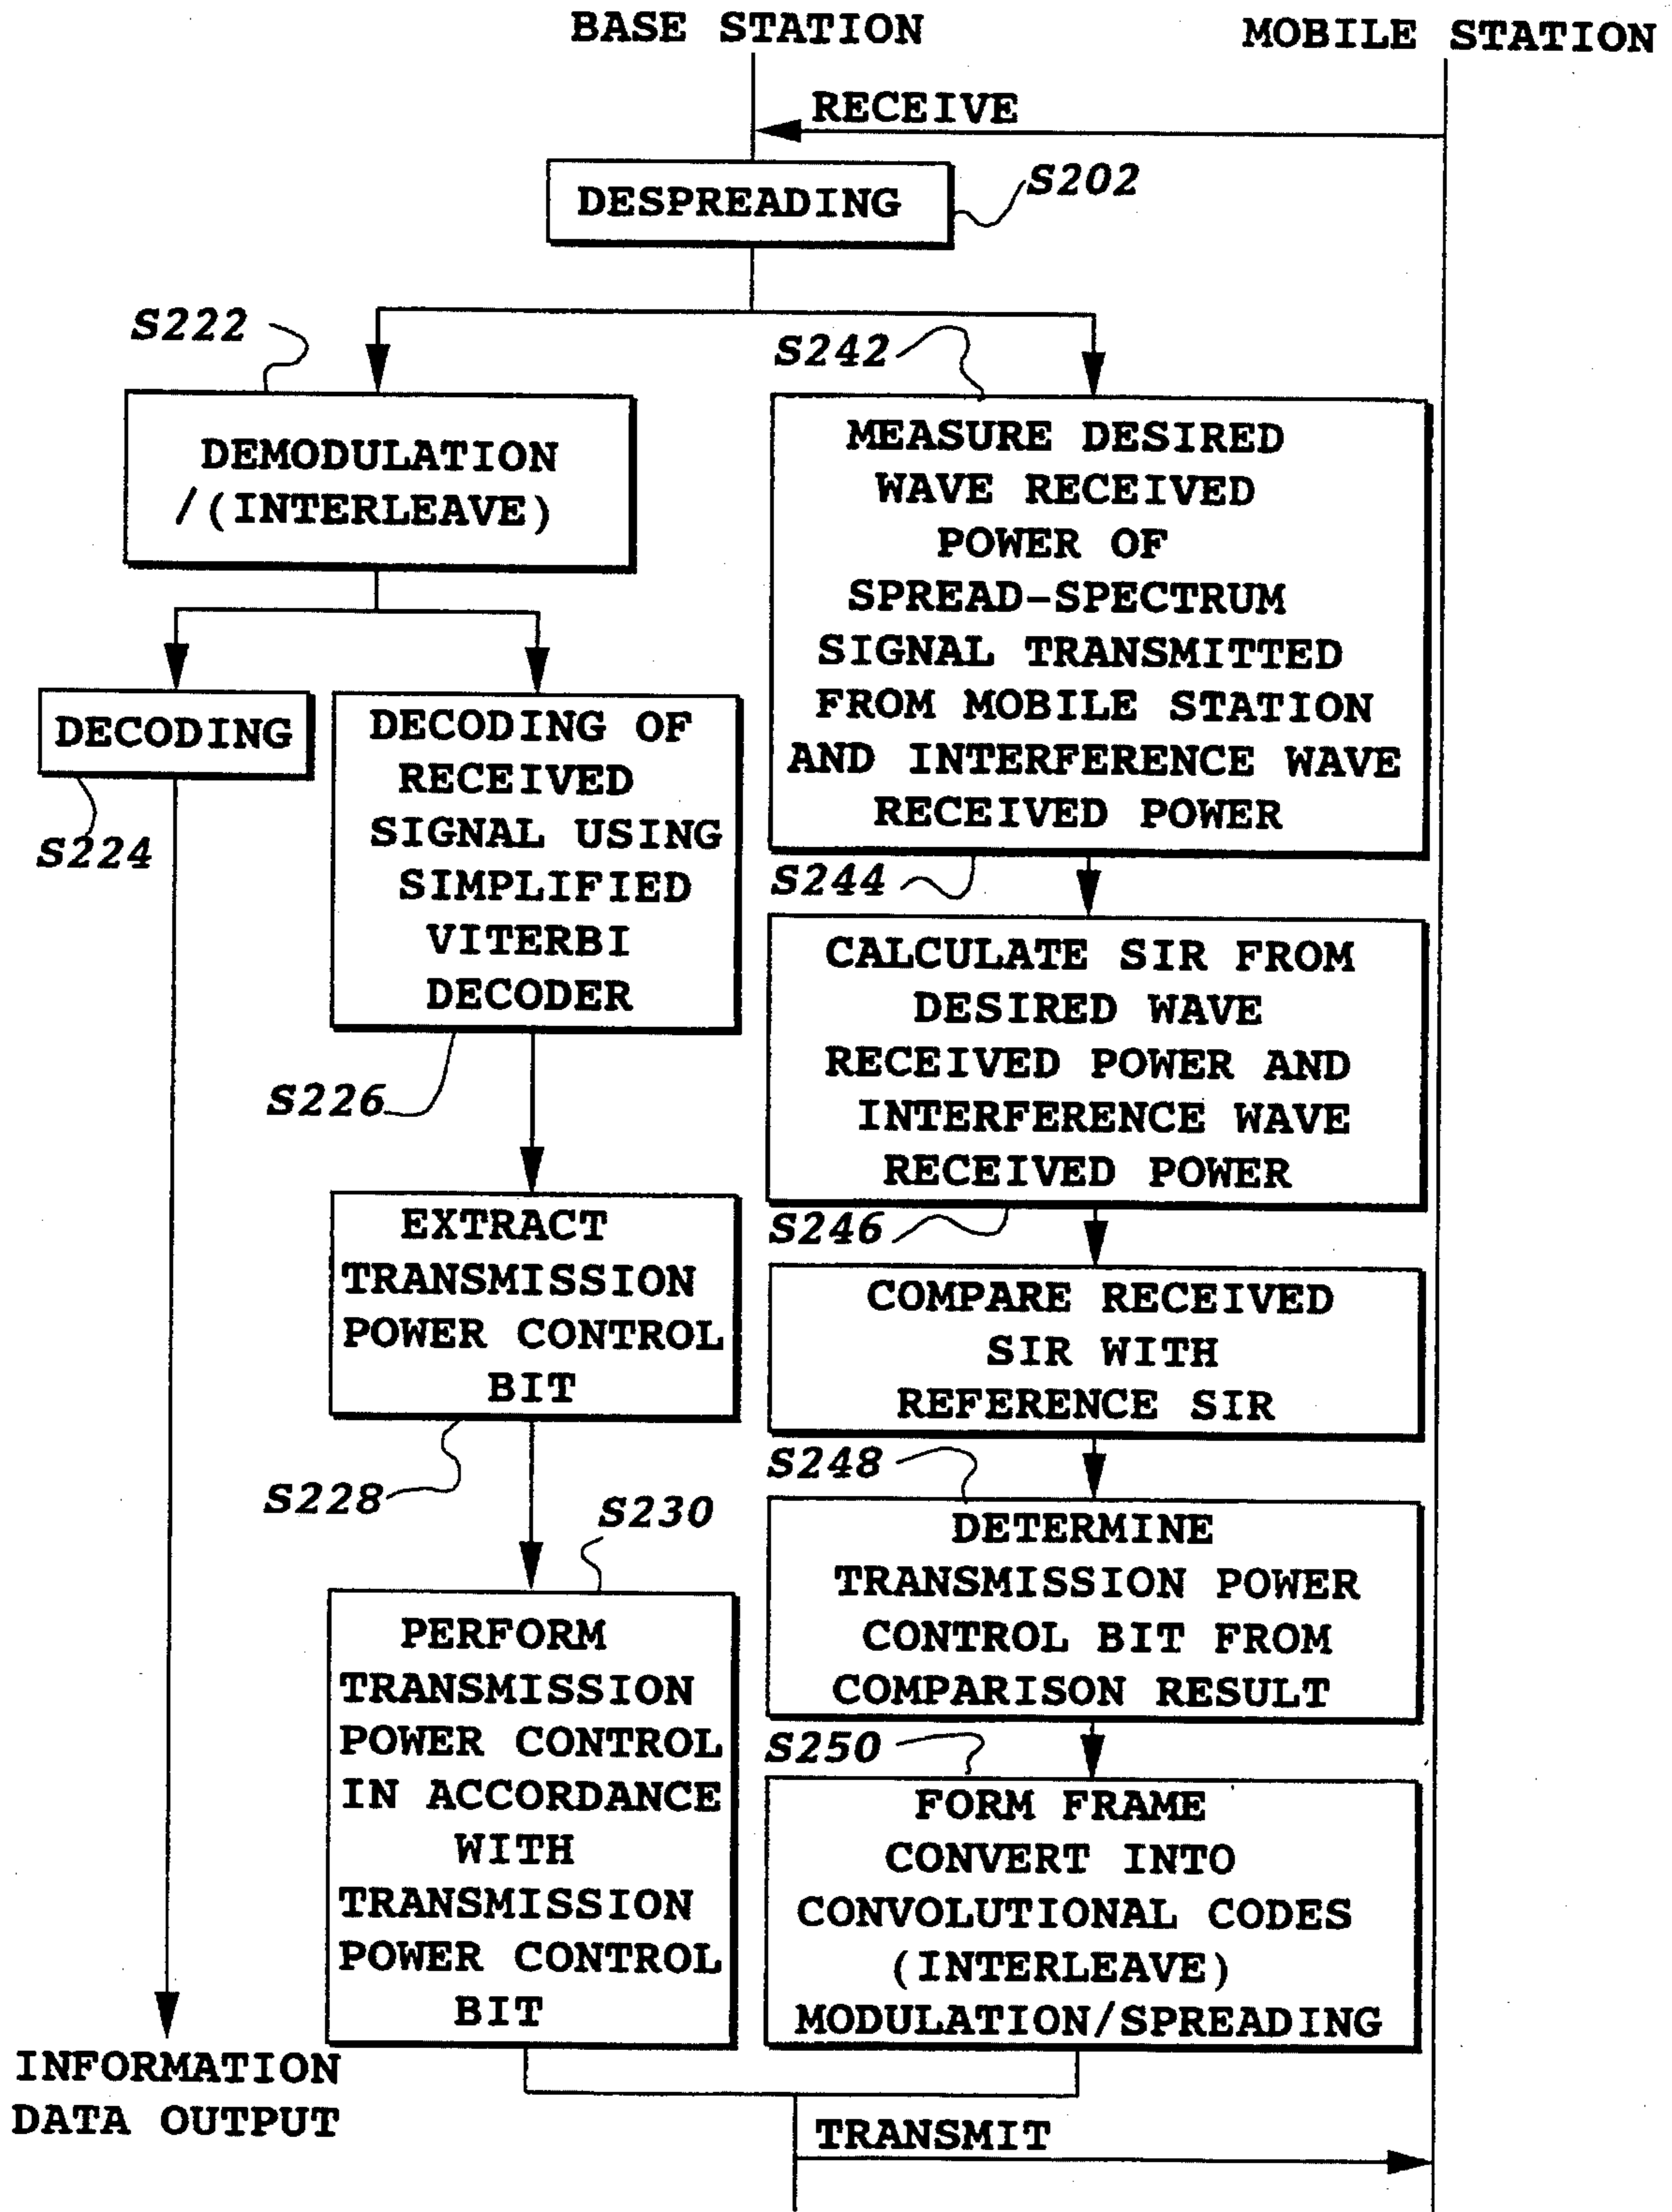 BASE STATION
MOBILE STATION
RECEIVE
DESPREADING
S202
S222
DEMODULATION
/(INTERLEAVE)
DECODING
S224
DECODING OF
RECEIVED
SIGNAL USING
SIMPLIFIED
VITERBI
DECODER
S226
EXTRACT
TRANSMISSION
POWER CONTROL
BIT
S228
S230
PERFORM
TRANSMISSION
POWER CONTROL
IN ACCORDANCE
WITH
TRANSMISSION
POWER CONTROL
BIT
INFORMATION
DATA OUTPUT
S242
MEASURE DESIRED
WAVE RECEIVED
POWER OF
SPREAD-SPECTRUM
SIGNAL TRANSMITTED
FROM MOBILE STATION
AND INTERFERENCE WAVE
RECEIVED POWER
S244
CALCULATE SIR FROM
DESIRED WAVE
RECEIVED POWER AND
INTERFERENCE WAVE
RECEIVED POWER
S246
COMPARE RECEIVED
SIR WITH
REFERENCE SIR
S248
DETERMINE
TRANSMISSION POWER
CONTROL BIT FROM
COMPARISON RESULT
S250
FORM FRAME
CONVERT INTO
CONVOLUTIONAL CODES
(INTERLEAVE)
MODULATION/SPREADING
TRANSMIT